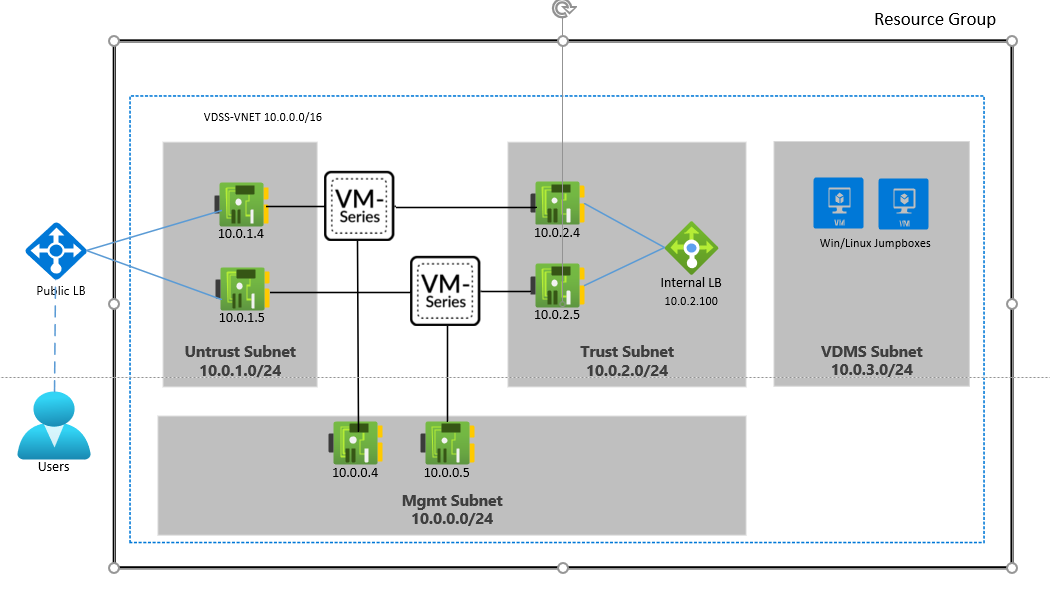 Resource Group
VDSS-VNET 10.0.0.0/16
VM-
Series
10.0.1.4
10.0.2.4
VM
VM
Win/Linux Jumpboxes
Public LB
VM-
Series
Internal LB
10.0.2.100
10.0.1.5
10.0.2.5
Untrust Subnet
10.0.1.0/24
Trust Subnet
10.0.2.0/24
VDMS Subnet
10.0.3.0/24
Users
10.0.0.4
10.0.0.5
Mgmt Subnet
10.0.0.0/24